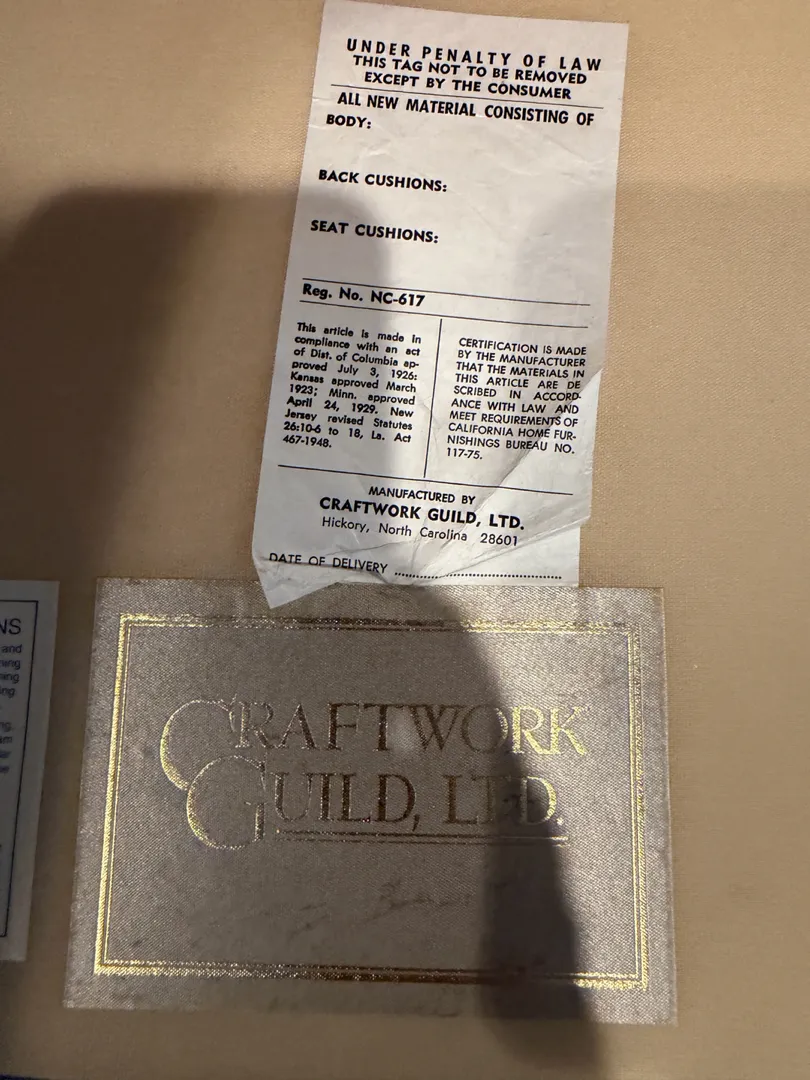 UNDER PENALTY OF LAW
THIS TAG NOT TO BE REMOVED
EXCEPT BY THE CONSUMER
ALL NEW MATERIAL CONSISTING OF
BODY:
BACK CUSHIONS:
SEAT CUSHIONS:
Reg. No. NC-617
This article is made in
compliance with an act
of Dist. of Columbia ap-
proved July 3, 1926:
Kansas approved March
1923; Minn. approved
April 24, 1929. New
Jersey revised Statutes
26:10-6 to 18, La. Act
467-1948.
CERTIFICATION IS MADE
BY THE MANUFACTURER
THAT THE MATERIALS IN
THIS ARTICLE ARE DE
SCRIBED IN ACCORD-
ANCE WITH LAW AND
MEET REQUIREMENTS OF
CALIFORNIA HOME FUR-
NISHINGS BUREAU NO.
117-75.
MANUFACTURED BY
CRAFTWORK GUILD, LTD.
Hickory, North Carolina 28601
DATE OF DELIVERY
CRAFTWORK
GUILD, LTD.
NS
and